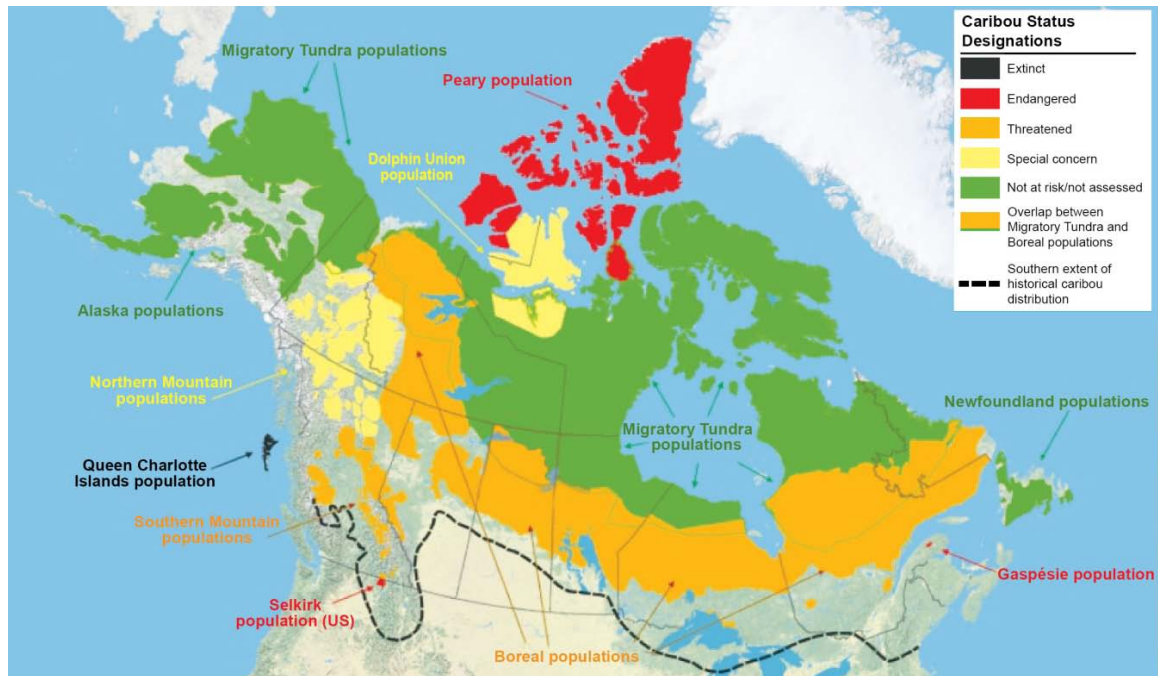 Migratory Tundra populations
Peary population
Dolphin Union
population
Alaska populations
Northern Mountain
populations
Migratory Tundra
populations
Newfoundland populations
Queen Charlotte
Islands population
Southern Mountain
populations
Selkirk
population (US)
Boreal populations
Gaspésie population
Caribou Status
Designations
Extinct
Endangered
Threatened
Special concern
Not at risk/not assessed
Overlap between
Migratory Tundra and
Boreal populations
Southern extent of
historical caribou
distribution